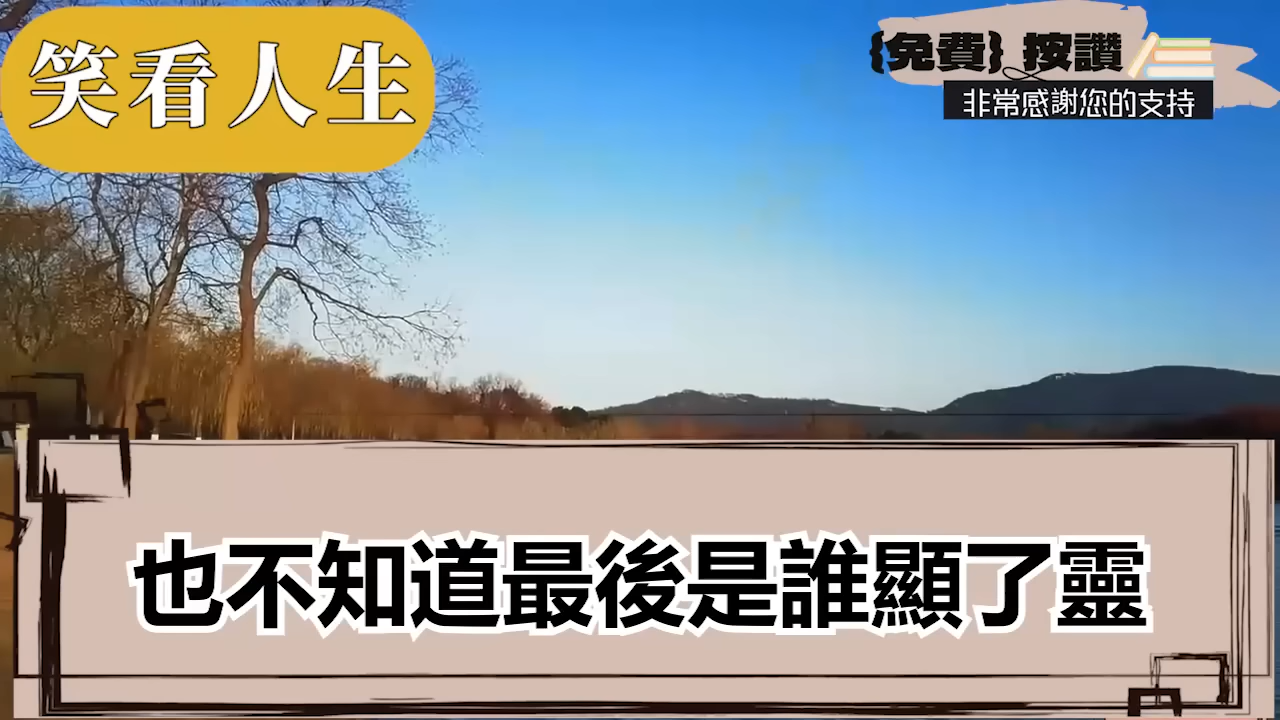 笑看人生
{免費} 按讚
非常感謝您的支持
也不知道最後是誰顯了靈